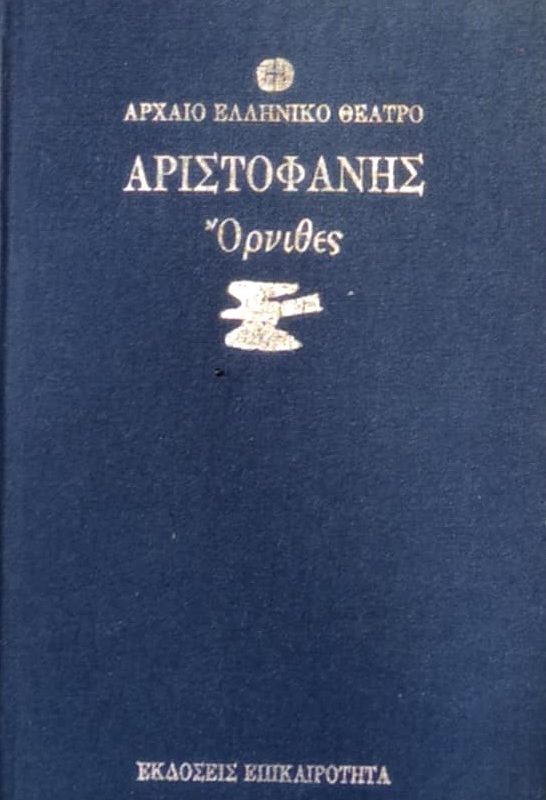 ΑΡΧΑΙΟ ΕΛΛΗΝΙΚΟ ΘΕΑΤΡΟ
ΑΡΙΣΤΟΦΑΝΗΣ
Ὄρνιθες
ΕΚΔΟΣΕΙΣ ΕΠΙΚΑΙΡΟΤΗΤΑ